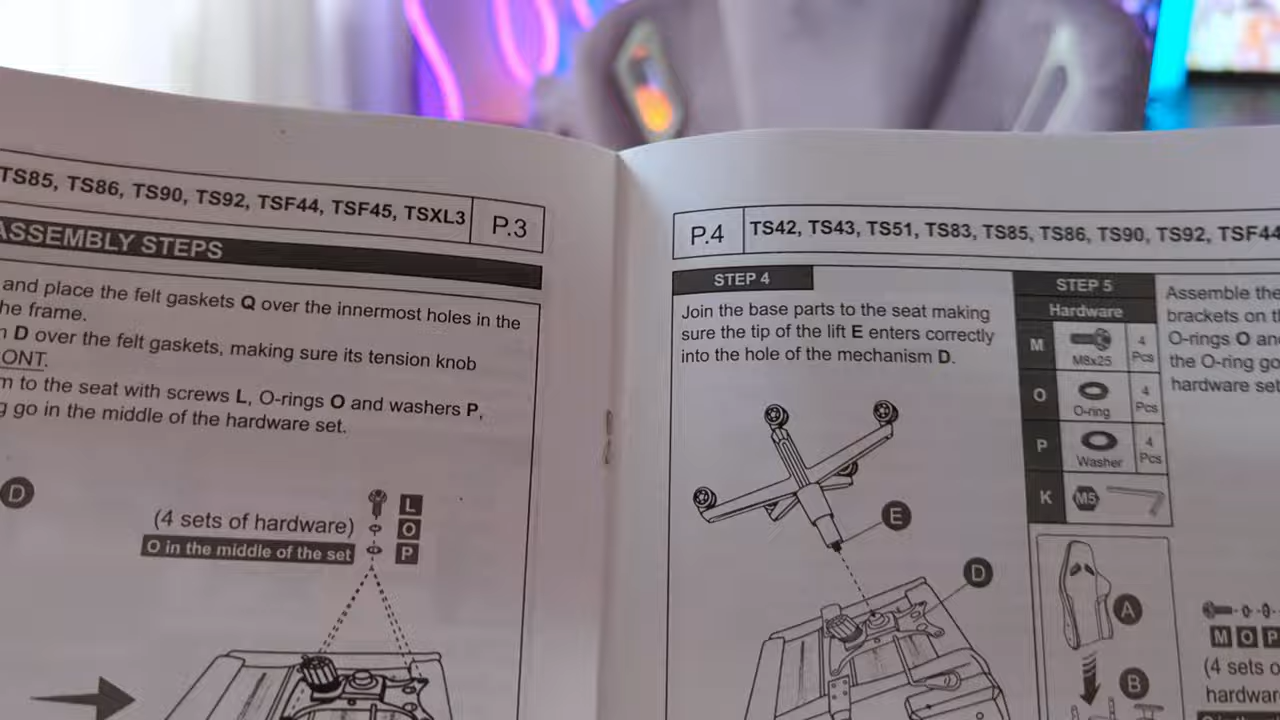 TS85, TS86, TS90, TS92, TSF44, TSF45, TSXL3
P.3
ASSEMBLY STEPS
and place the felt gaskets Q over the innermost holes in the
he frame.
D over the felt gaskets, making sure its tension knob
ONT.
m to the seat with screws L, O-rings O and washers P,
g go in the middle of the hardware set.
D
(4 sets of hardware)
O in the middle of the set
L
O
P
P.4
TS42, TS43, TS51, TS83, TS85, TS86, TS90, TS92, TSF44
STEP 4
Join the base parts to the seat making
sure the tip of the lift E enters correctly
into the hole of the mechanism D.
E
D
STEP 5
Hardware
M
M8x25
4
Pcs
O
O-ring
4
Pcs
P
Washer
4
Pcs
K
M5
Assemble the
brackets on th
O-rings O an
the O-ring go
hardware set
A
B
M O P
(4 sets o
hardwar